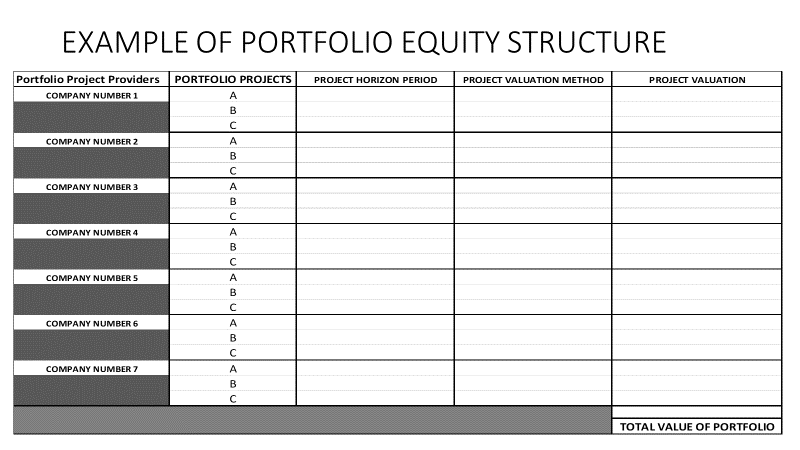 EXAMPLE OF PORTFOLIO EQUITY STRUCTURE
Portfolio Project Providers PORTFOLIO PROJECTS PROJECT HORIZON PERIOD PROJECT VALUATION METHOD PROJECT VALUATION
COMPANY NUMBER 1 A
B
C
COMPANY NUMBER 2 A
B
C
COMPANY NUMBER 3 A
B
C
COMPANY NUMBER 4 A
B
C
COMPANY NUMBER 5 A
B
C
COMPANY NUMBER 6 A
B
C
COMPANY NUMBER 7 A
B
C
TOTAL VALUE OF PORTFOLIO